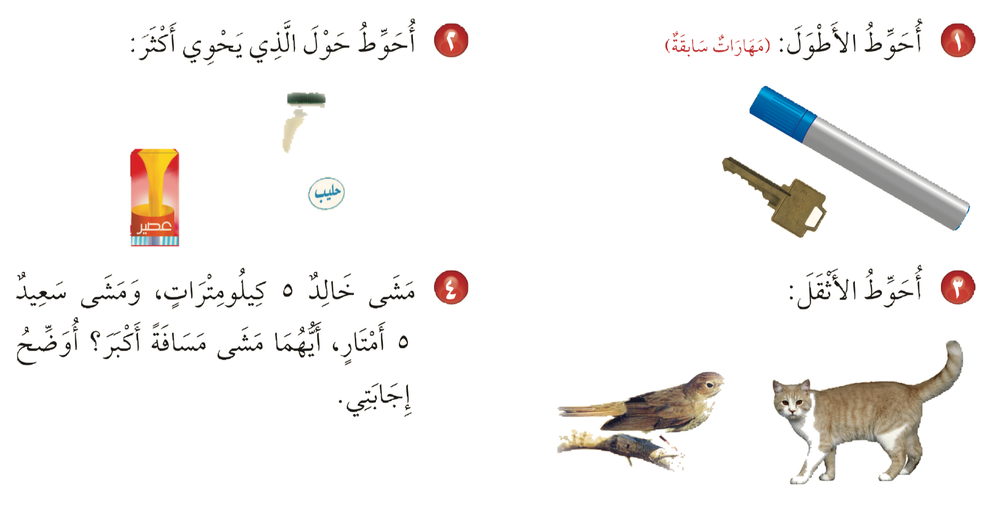 ١ أُحَوِّطُ الأَطْوَلَ: (مَهَارَاتٌ سَابقَةٌ)
٢ أُحَوِّطُ حَوْلَ الَّذِي يَحْوِي أَكْثَرَ:
حليب
عصير
٣ أُحَوِّطُ الأَثْقَلَ:
٤ مَشَى خَالِدٌ ٥ كِيلُومِتْرَاتٍ، وَمَشَى سَعِيدٌ
٥ أَمْتَارٍ، أَيُّهُمَا مَشَى مَسَافَةً أَكْبَرَ؟ أُوَضِّحُ
إِجَابَتِي.